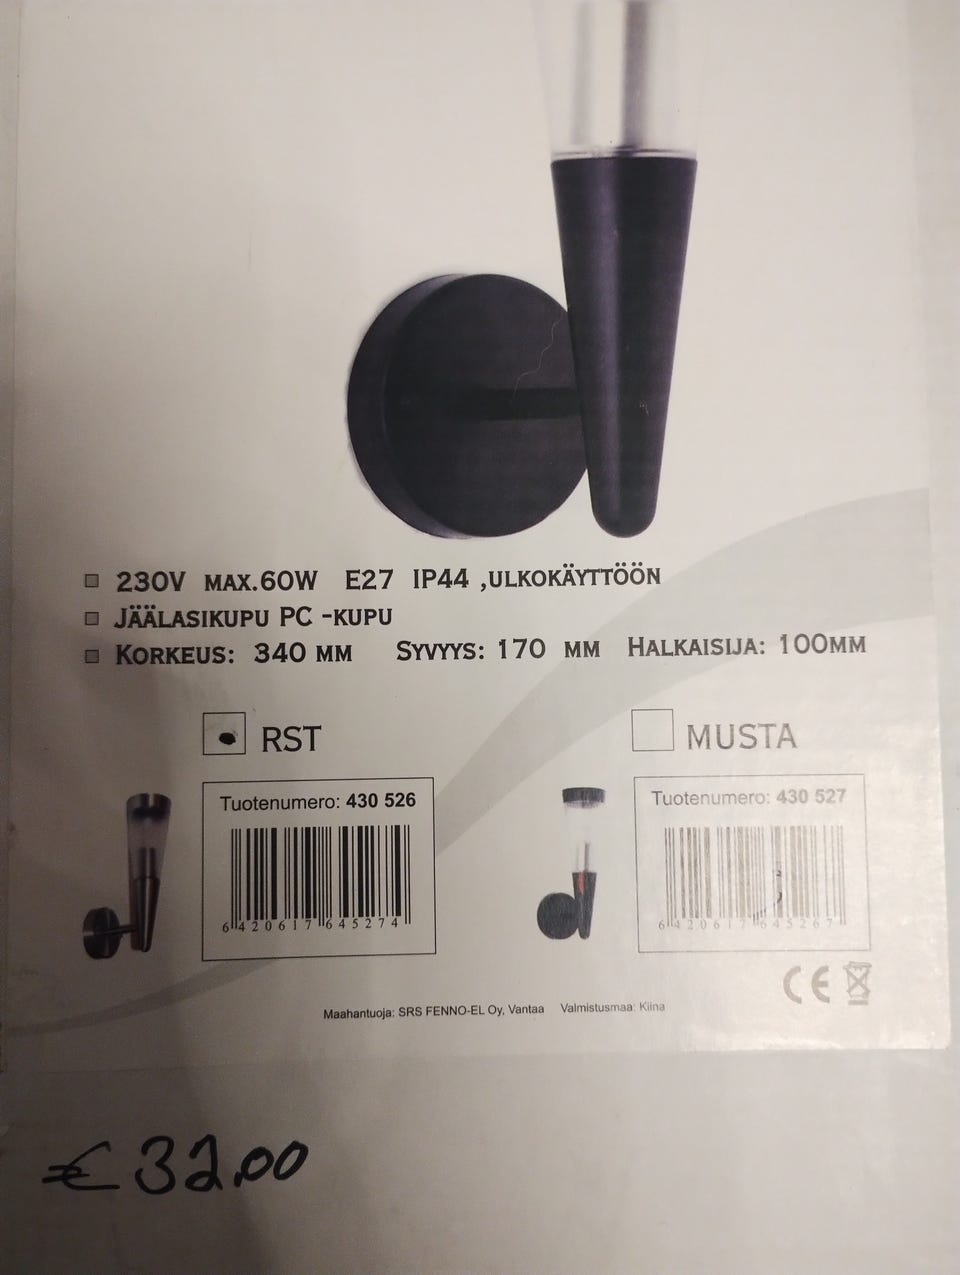 230V MAX.60W E27 IP44 ,ULKOKÄYTTÖÖN
JÄÄLASIKUPU PC -KUPU
KORKEUS: 340 MM SYVYYS: 170 MM HALKAISIJA: 100MM
RST
MUSTA
Tuotenumero: 430 526
6 420617 645274
Tuotenumero: 430 527
6 420617 645267
CE
Maahantuoja: SRS FENNO-EL Oy, Vantaa Valmistusmaa: Kiina
€ 32,00